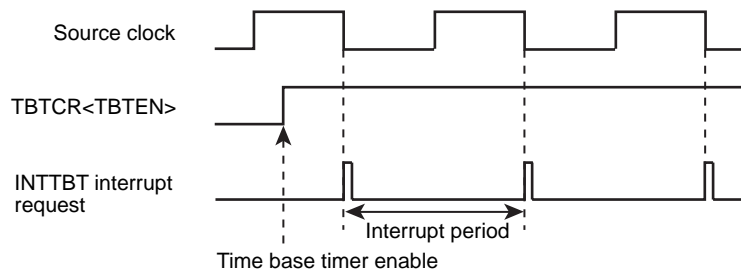 Source clock
TBTCR<TBTEN>
INTTBT interrupt
request
Interrupt period
Time base timer enable